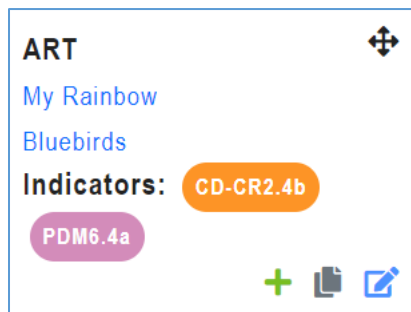 ART
My Rainbow
Bluebirds
Indicators: CD-CR2.4b
PDM6.4a